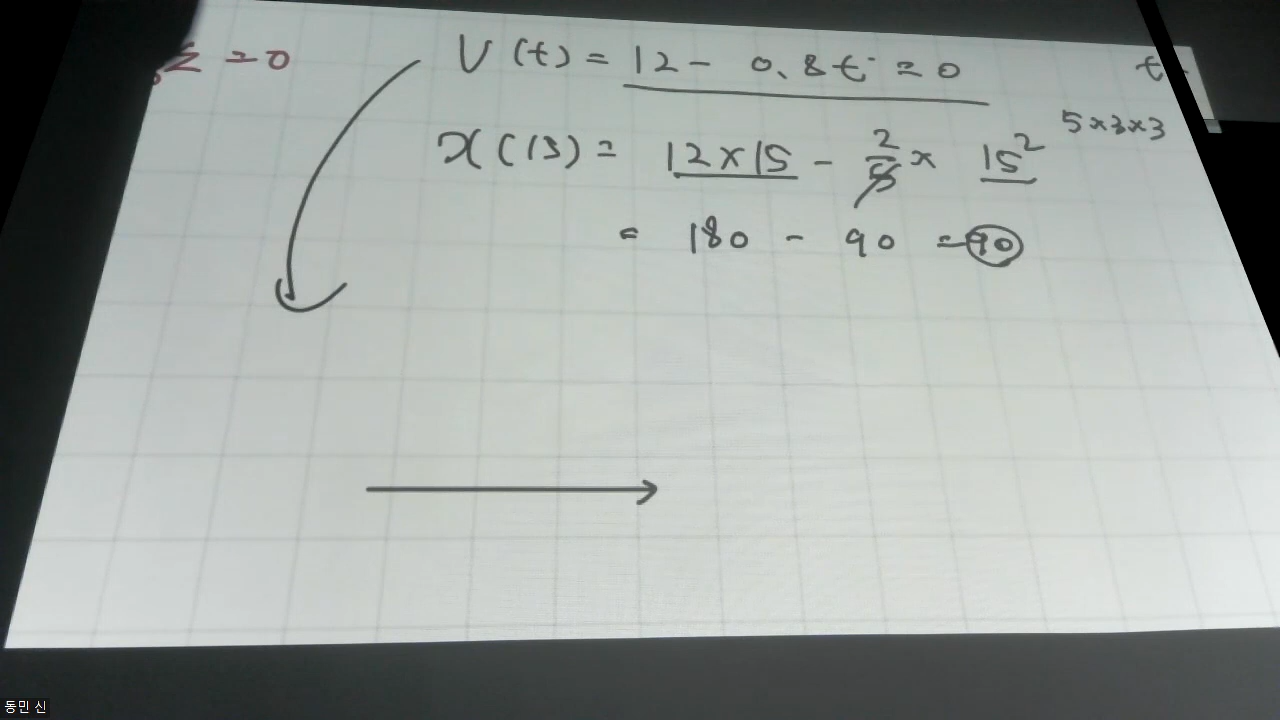 z = 0
V(t) = 12 - 0.8t = 0
t
5×3×3
x(15) = 12×15 - 2/5 × 15²
= 180 - 90 = 90
동민 신